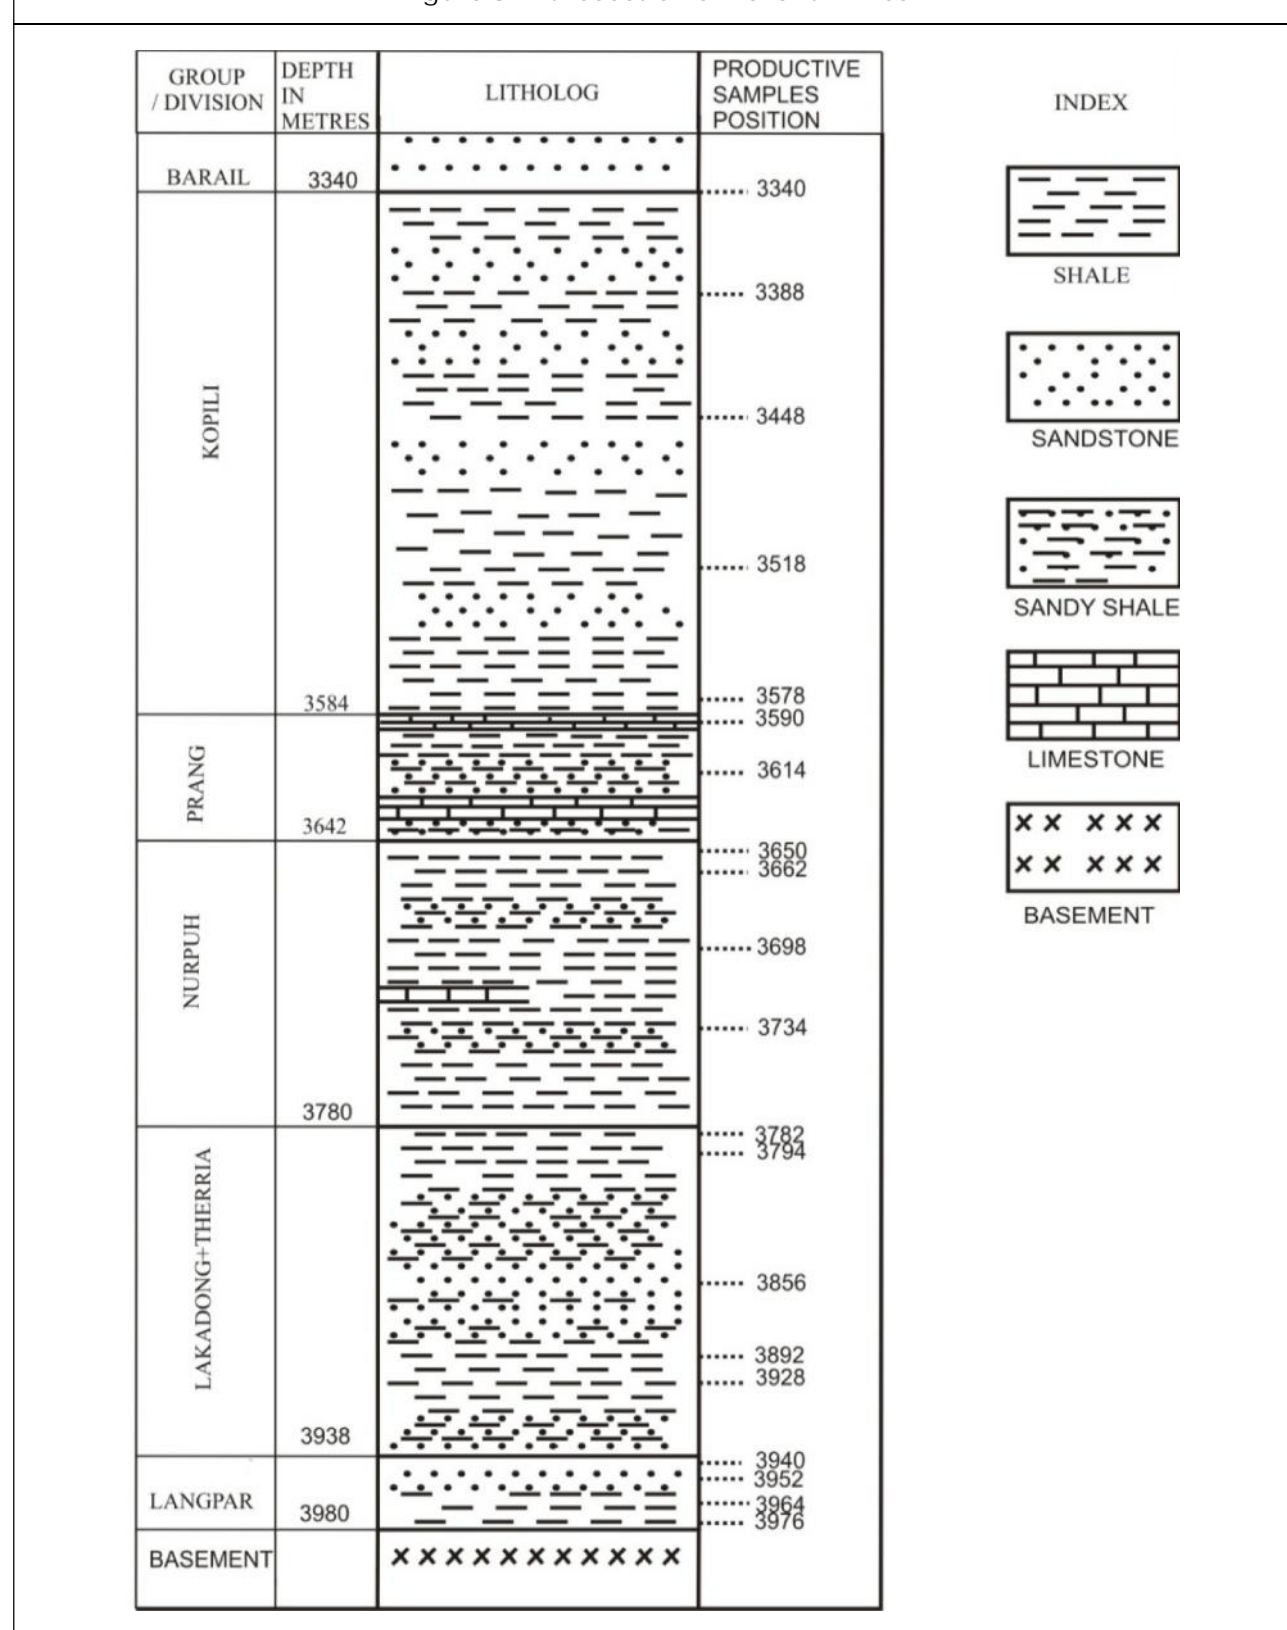 GROUP
/ DIVISION
DEPTH
IN
METRES
LITHOLOG
PRODUCTIVE
SAMPLES
POSITION
BARAIL
3340
3340
KOPILI
3388
3448
3518
3578
3584
PRANG
3590
3614
3642
NURPUH
3650
3662
3698
3734
3780
LAKADONG+THERRIA
3782
3794
3856
3892
3928
3938
LANGPAR
3940
3952
3964
3976
3980
BASEMENT
INDEX
SHALE
SANDSTONE
SANDY SHALE
LIMESTONE
BASEMENT